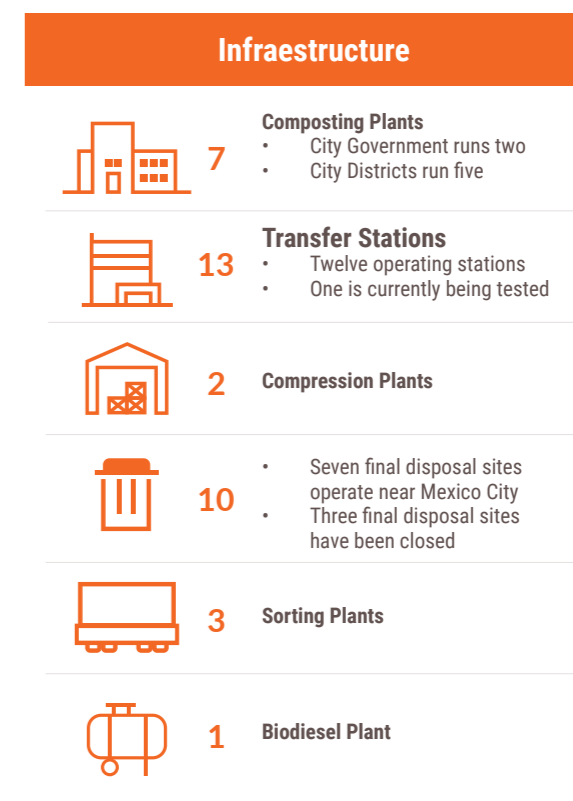 Infraestructure
Composting Plants
7
• City Government runs two
• City Districts run five
Transfer Stations
13
• Twelve operating stations
• One is currently being tested
2
Compression Plants
• Seven final disposal sites
operate near Mexico City
10
• Three final disposal sites
have been closed
3
Sorting Plants
1
Biodiesel Plant